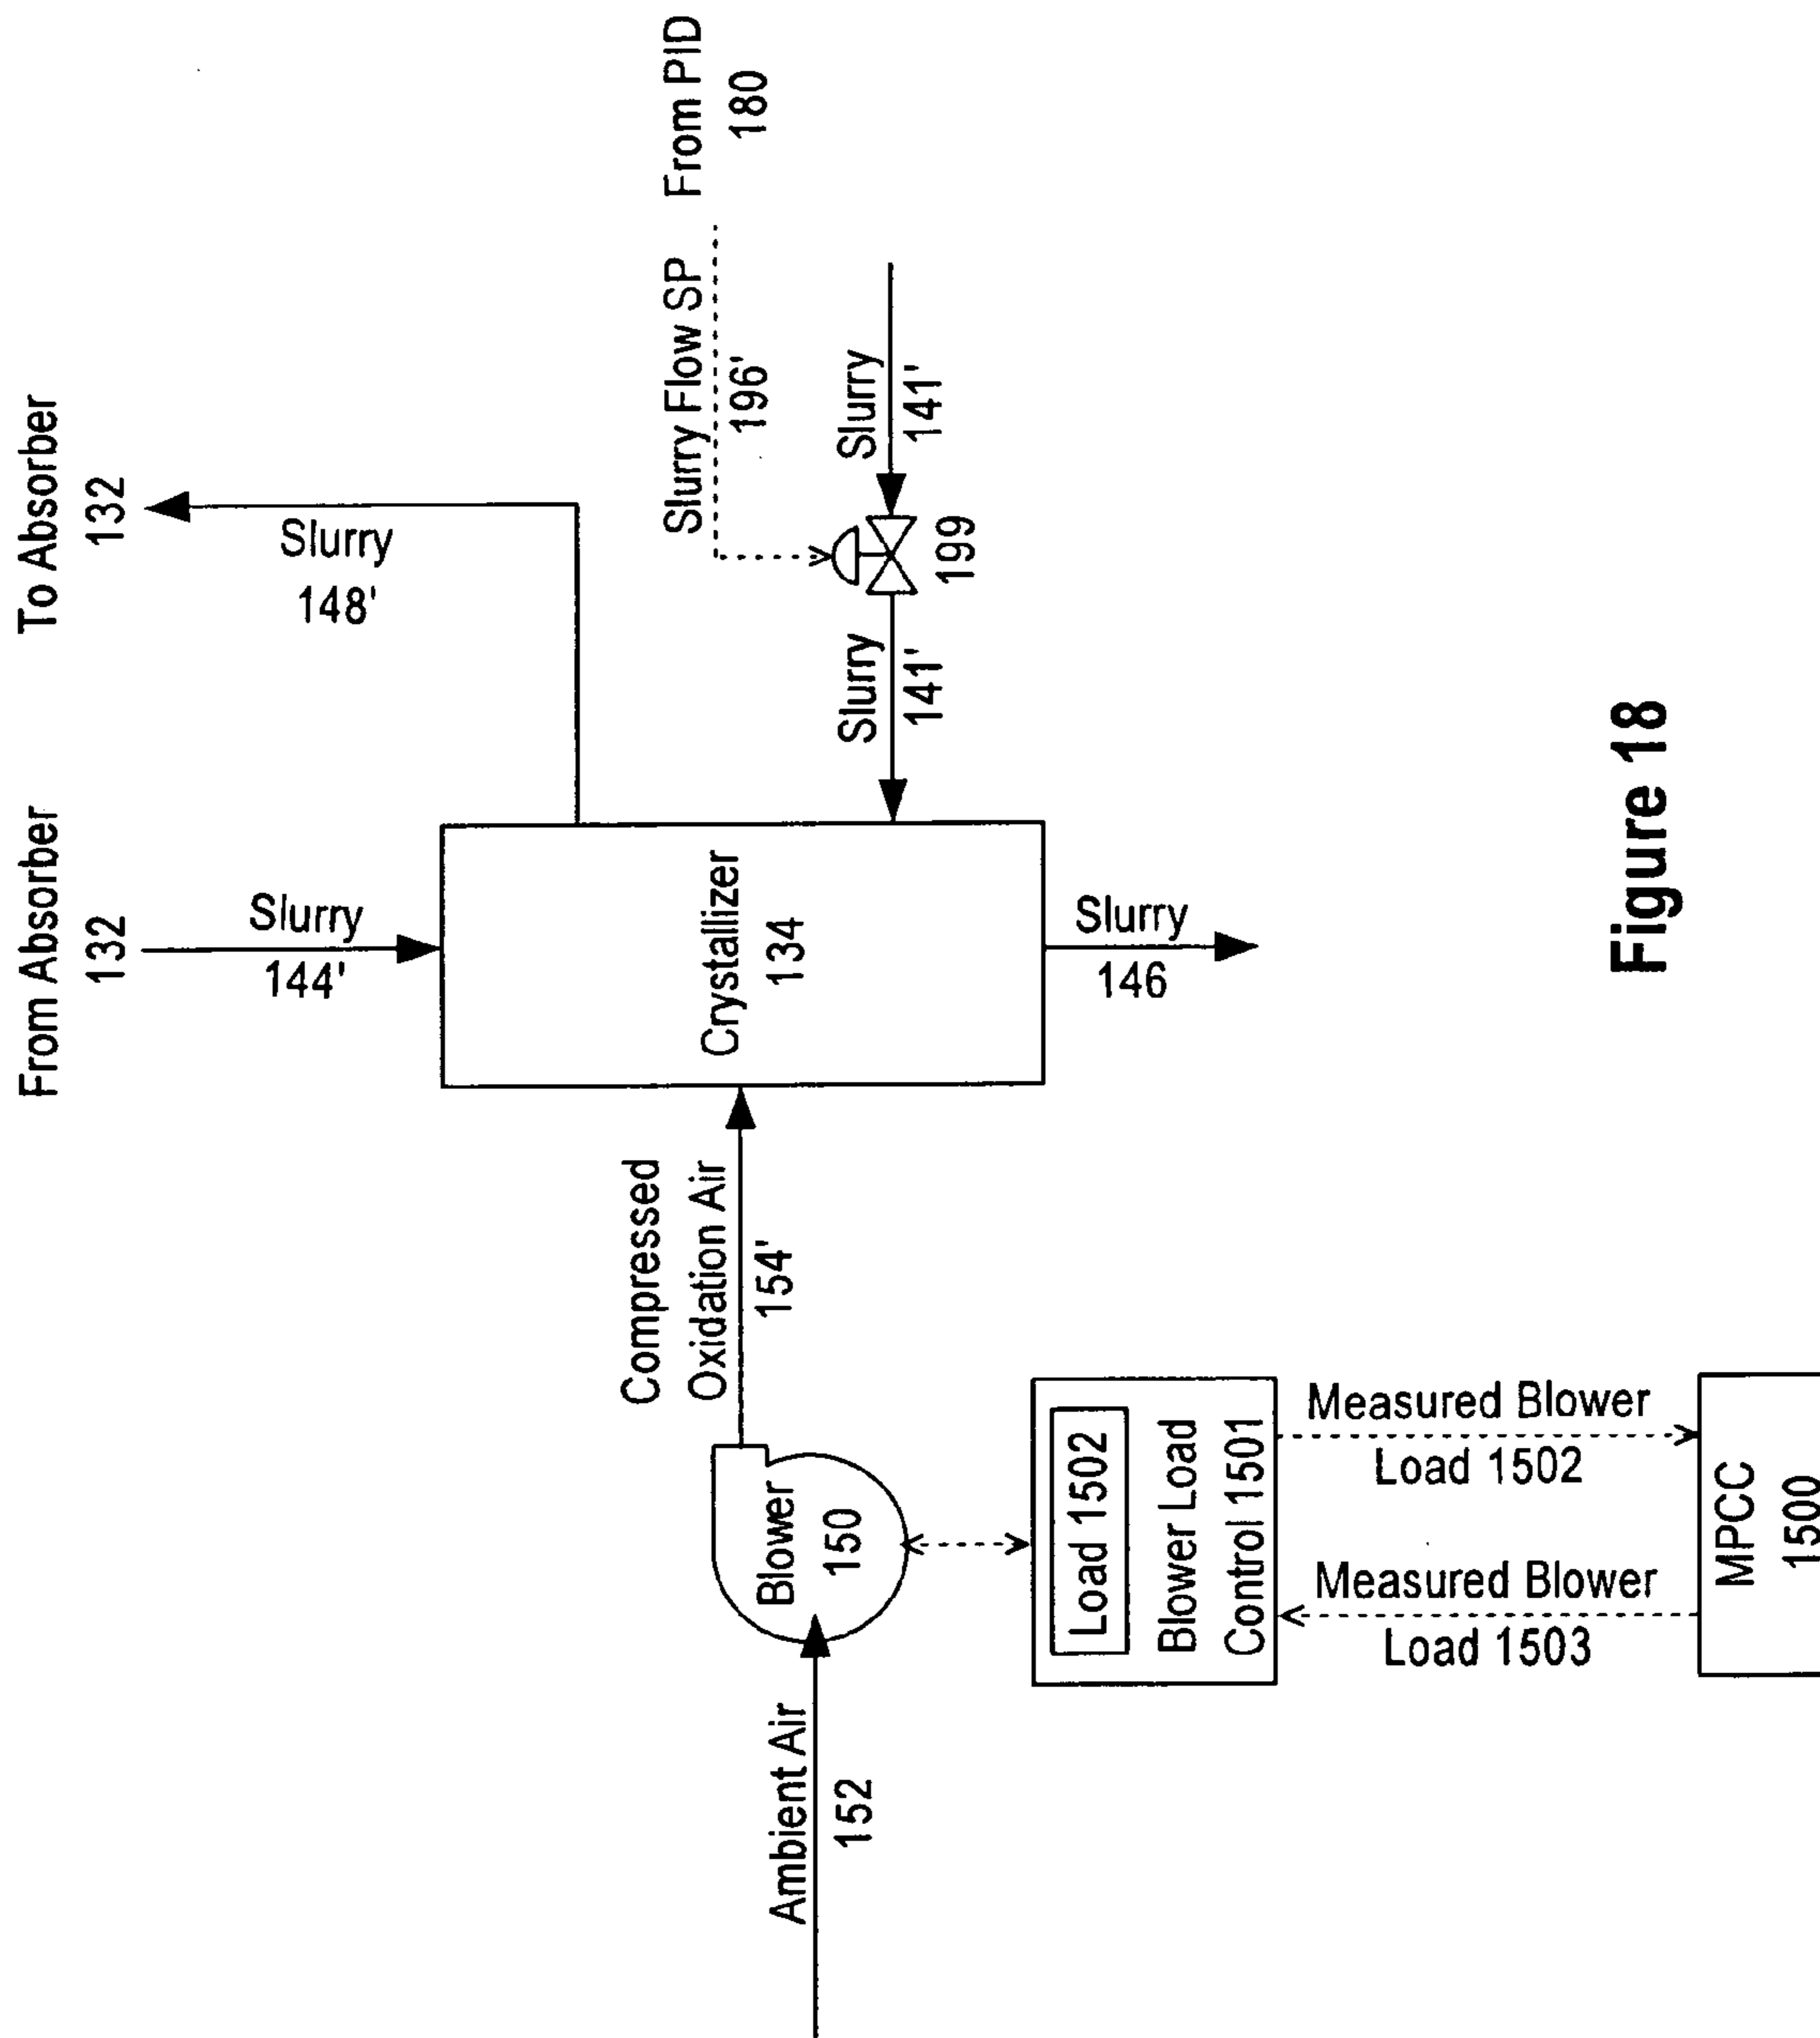 From Absorber
132
To Absorber
132
Slurry
144'
Slurry
148'
Slurry Flow SP
196'
From PID
180
Compressed
Oxidation Air
154'
Crystallizer
134
Slurry
141'
Slurry
141'
199
Ambient Air
152
Blower
150
Slurry
146
Load 1502
Blower Load
Control 1501
Measured Blower
Load 1502
Measured Blower
Load 1503
MPCC
1500
Figure 18